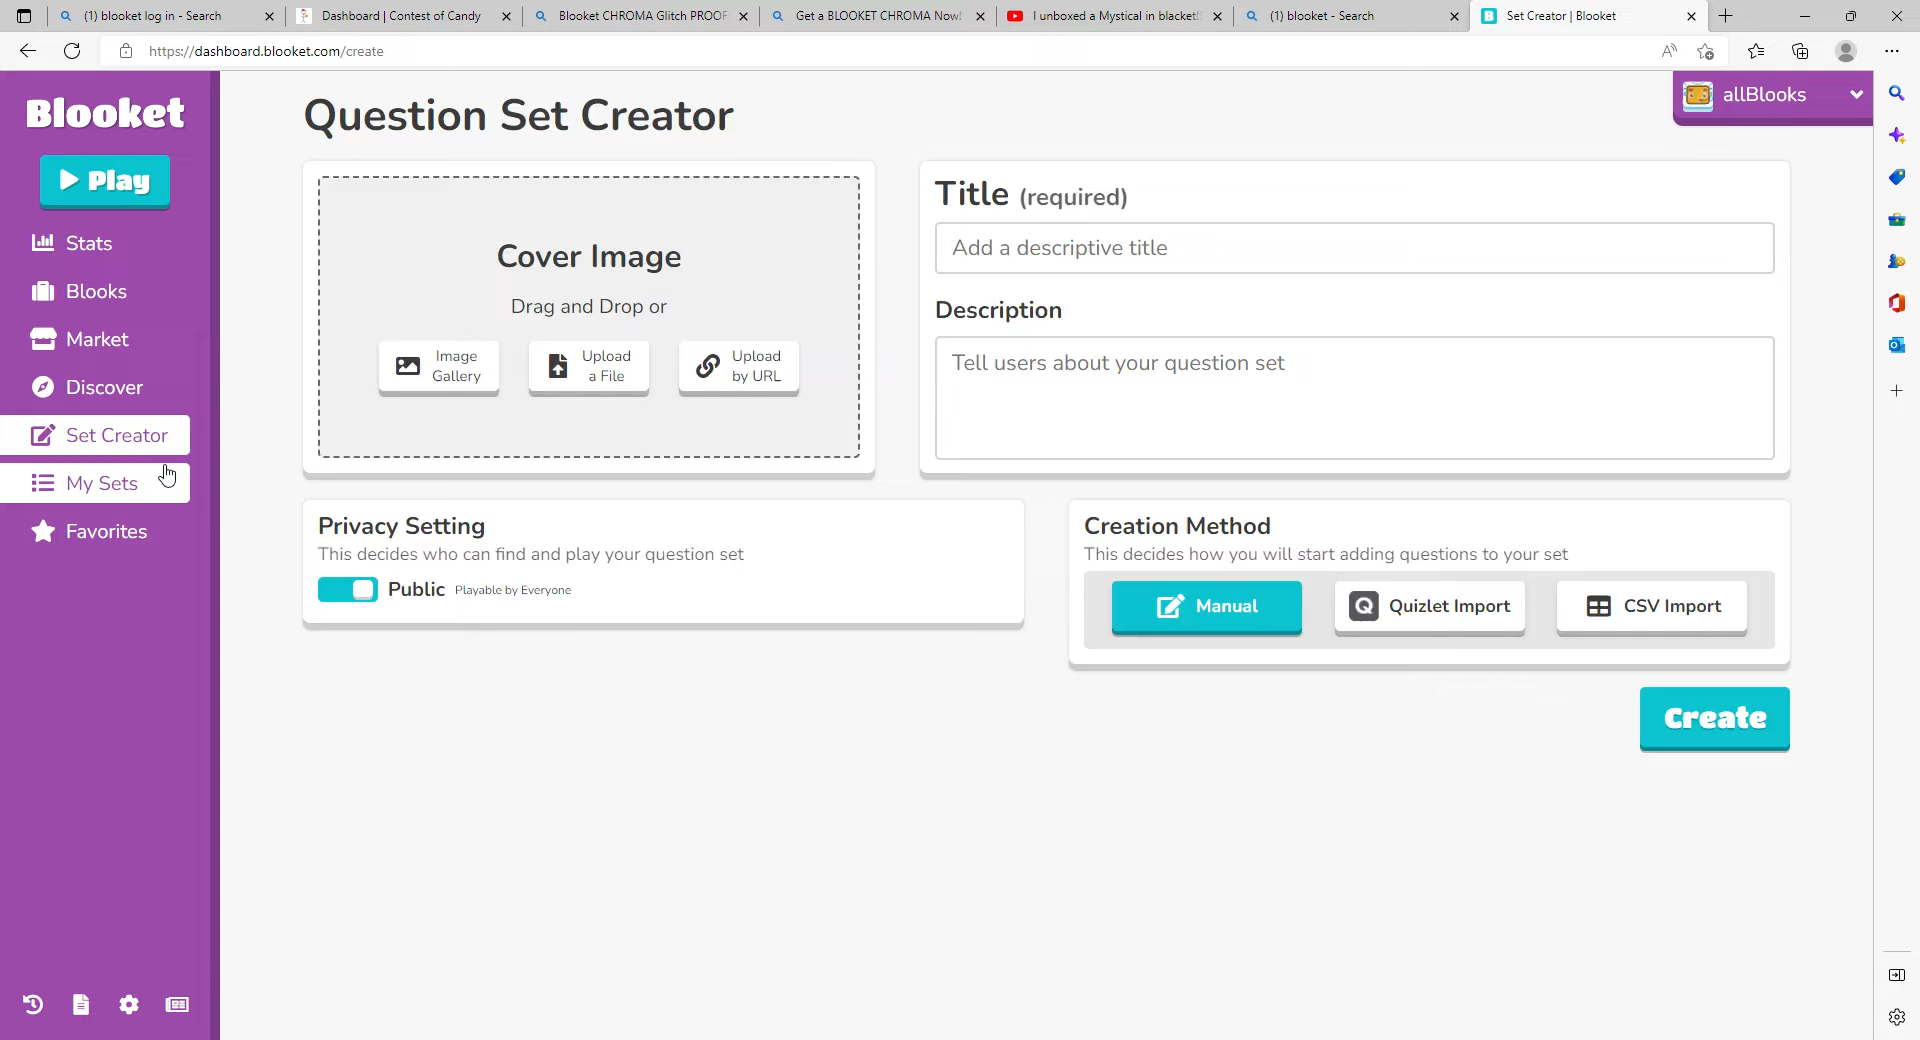 (1) blooket log in - Search
Dashboard | Contest of Candy
Blooket CHROMA Glitch PROOF
Get a BLOOKET CHROMA Now!
I unboxed a Mystical in blacket!!
(1) blooket - Search
Set Creator | Blooket
https://dashboard.blooket.com/create
Blooket
Play
Stats
Blooks
Market
Discover
Set Creator
My Sets
Favorites
allBlooks
Question Set Creator
Cover Image
Drag and Drop or
Image
Gallery
Upload
a File
Upload
by URL
Title (required)
Add a descriptive title
Description
Tell users about your question set
Privacy Setting
This decides who can find and play your question set
Public Playable by Everyone
Creation Method
This decides how you will start adding questions to your set
Manual
Quizlet Import
CSV Import
Create